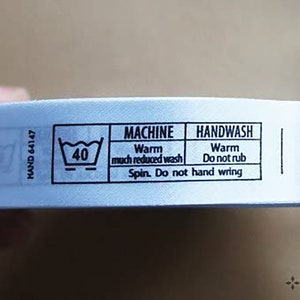 HAND 64147
40
MACHINE HANDWASH
Warm Warm
much reduced wash Do not rub
Spin. Do not hand wring